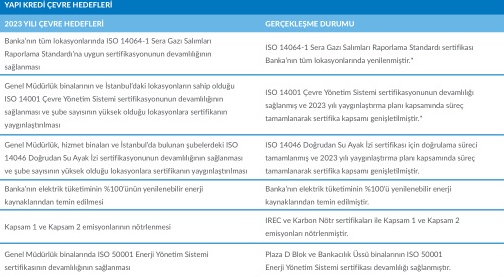 YAPI KREDİ ÇEVRE HEDEFLERİ
2023 YILI ÇEVRE HEDEFLERİ
GERÇEKLEŞME DURUMU
Banka'nın tüm lokasyonlarında ISO 14064-1 Sera Gazı Salımları
Raporlama Standardı'na uygun sertifikasyonunun devamlılığının
sağlanması
ISO 14064-1 Sera Gazı Salımları Raporlama Standardı sertifikası
Banka'nın tüm lokasyonlarında yenilenmiştir.*
Genel Müdürlük binalarının ve İstanbul'daki lokasyonların sahip olduğu
ISO 14001 Çevre Yönetim Sistemi sertifikasyonunun devamlılığının
sağlanması ve şube sayısının yüksek olduğu lokasyonlara sertifikanın
yaygınlaştırılması
ISO 14001 Çevre Yönetim Sistemi sertifikasyonunun devamlılığı
sağlanmış ve 2023 yılı yaygınlaştırma planı kapsamında süreç
tamamlanarak sertifika kapsamı genişletilmiştir.*
Genel Müdürlük, hizmet binaları ve İstanbul'da bulunan şubelerdeki ISO
14046 Doğrudan Su Ayak İzi sertifikasyonunun devamlılığının sağlanması
ve şube sayısının yüksek olduğu lokasyonlara sertifikanın yaygınlaştırılması
ISO 14046 Doğrudan Su Ayak İzi sertifikası için doğrulama süreci
tamamlanmış ve 2023 yılı yaygınlaştırma planı kapsamında süreç
tamamlanarak sertifika kapsamı genişletilmiştir.
Banka'nın elektrik tüketiminin %100'ünün yenilenebilir enerji
kaynaklarından temin edilmesi
Banka'nın elektrik tüketiminin %100'ü yenilenebilir enerji
kaynaklarından temin edilmiştir.
Kapsam 1 ve Kapsam 2 emisyonlarının nötrlenmesi
IREC ve Karbon Nötr sertifikaları ile Kapsam 1 ve Kapsam 2
emisyonları nötrlenmiştir.
Genel Müdürlük binalarında ISO 50001 Enerji Yönetim Sistemi
sertifikasının devamlılığının sağlanması
Plaza D Blok ve Bankacılık Üssü binalarının ISO 50001
Enerji Yönetim Sistemi sertifikası devamlılığı sağlanmıştır.